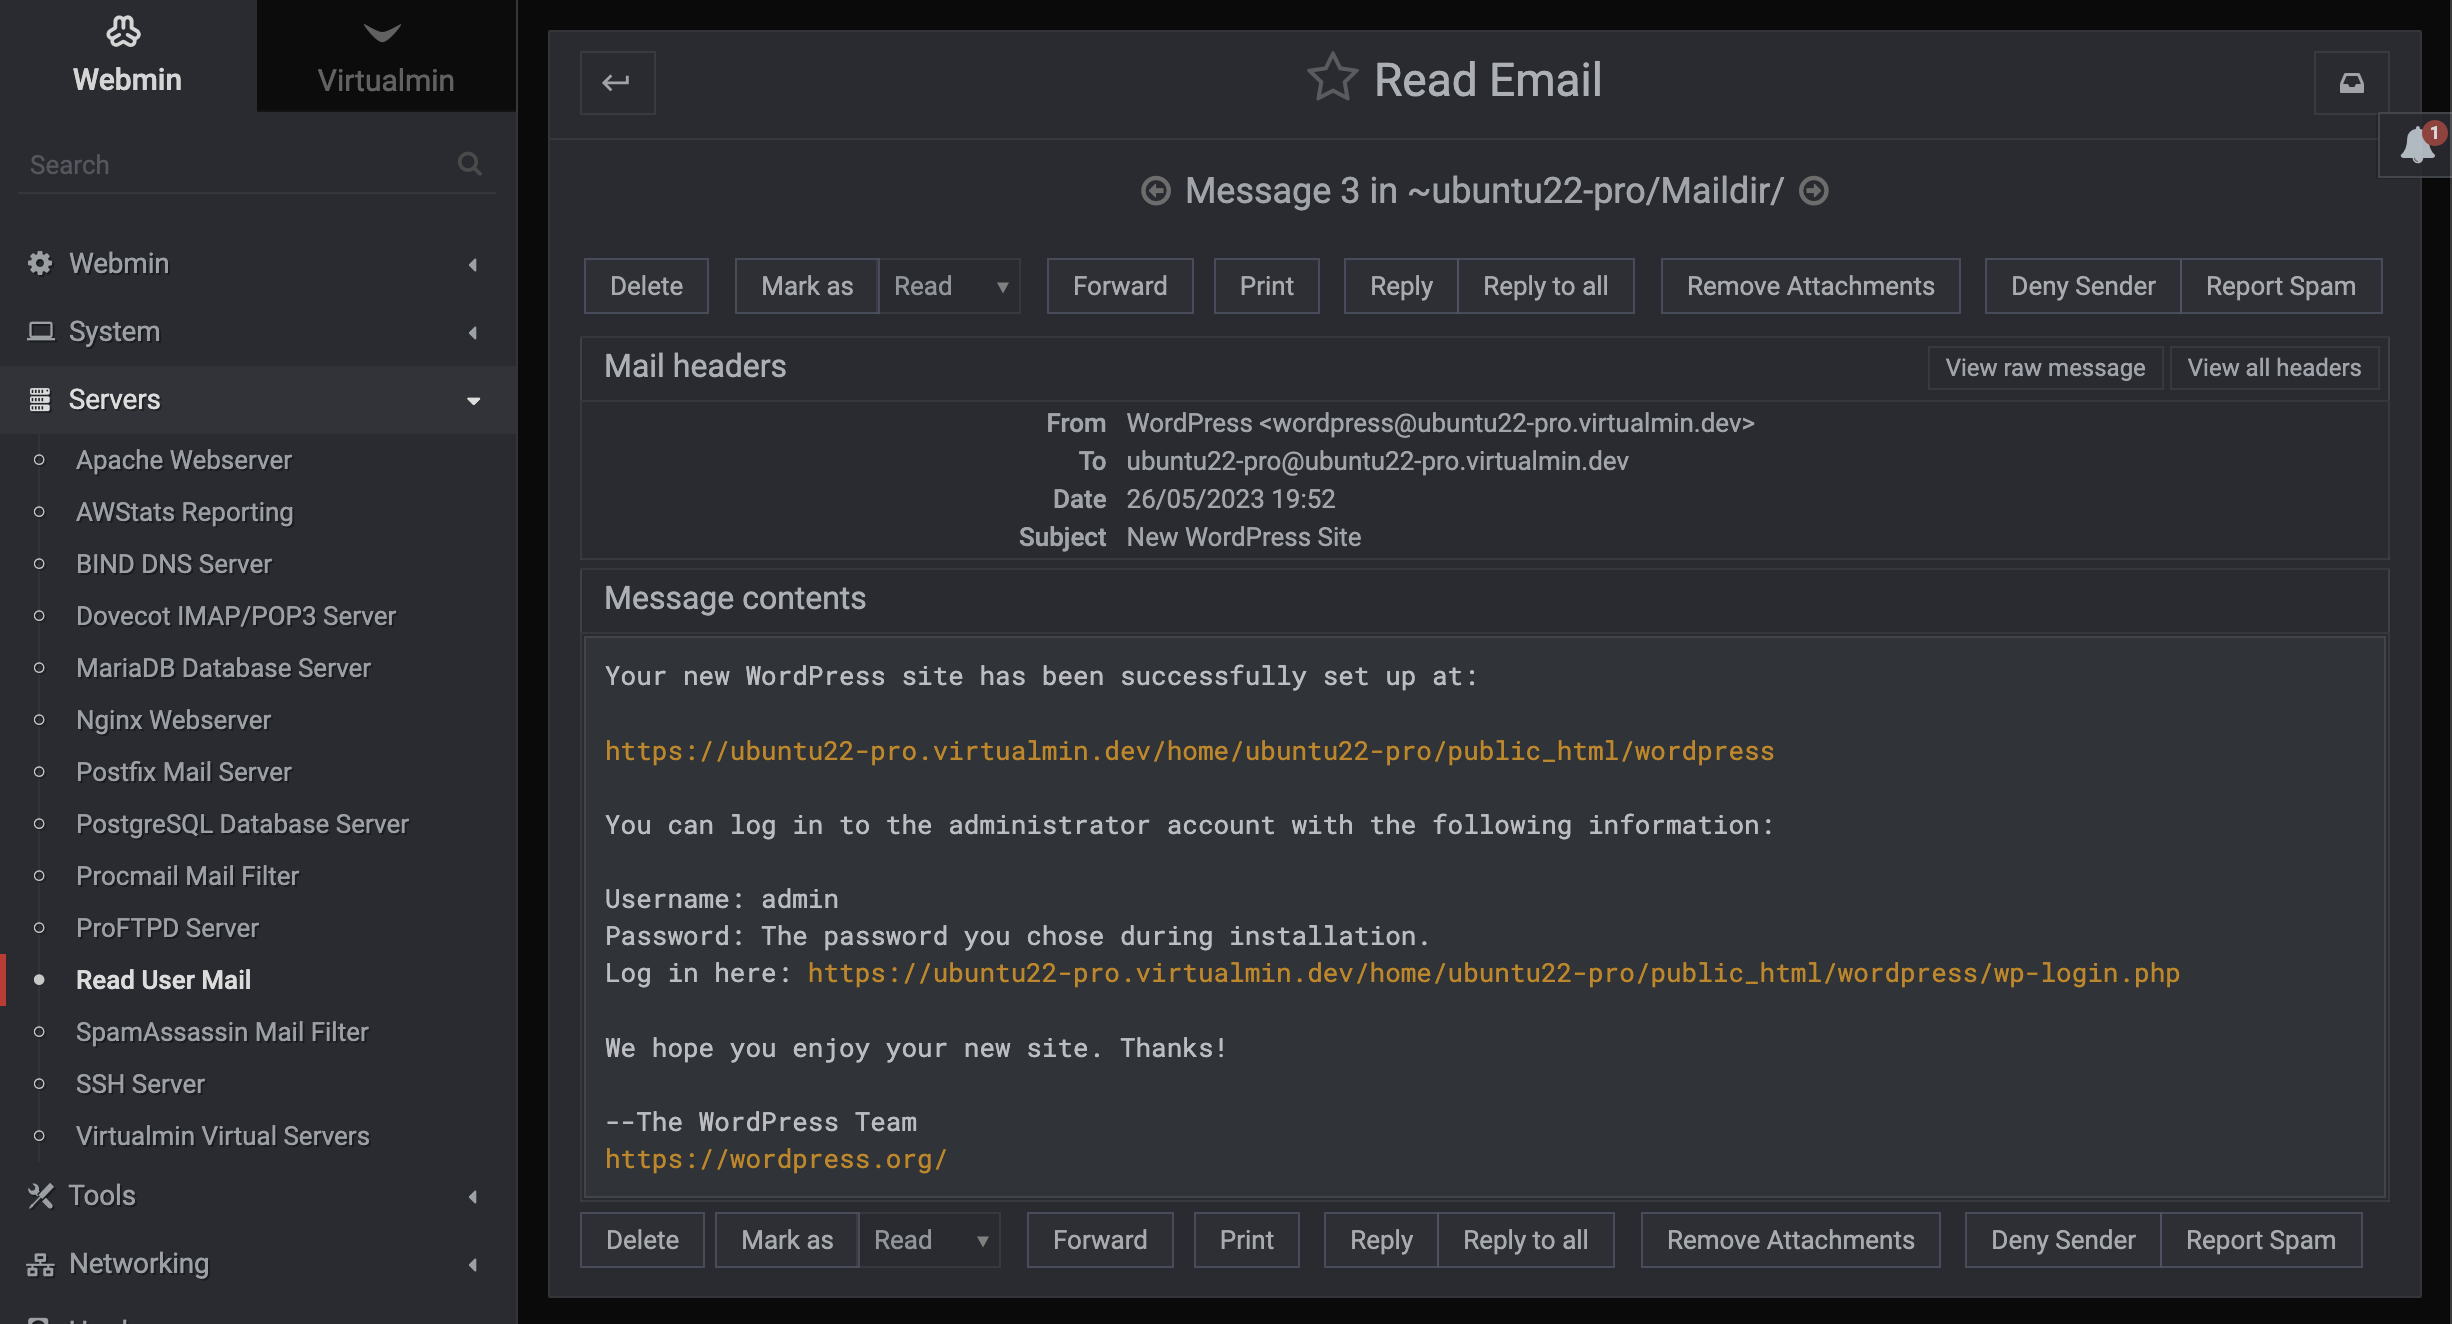 Webmin
Virtualmin
Search
Webmin
System
Servers
Apache Webserver
AWStats Reporting
BIND DNS Server
Dovecot IMAP/POP3 Server
MariaDB Database Server
Nginx Webserver
Postfix Mail Server
PostgreSQL Database Server
Procmail Mail Filter
ProFTPD Server
Read User Mail
SpamAssassin Mail Filter
SSH Server
Virtualmin Virtual Servers
Tools
Networking
Read Email
1
Message 3 in ~ubuntu22-pro/Maildir/
Delete Mark as Read Forward Print Reply Reply to all Remove Attachments Deny Sender Report Spam
Mail headers View raw message View all headers
From WordPress <wordpress@ubuntu22-pro.virtualmin.dev>
To ubuntu22-pro@ubuntu22-pro.virtualmin.dev
Date 26/05/2023 19:52
Subject New WordPress Site
Message contents
Your new WordPress site has been successfully set up at:
https://ubuntu22-pro.virtualmin.dev/home/ubuntu22-pro/public_html/wordpress
You can log in to the administrator account with the following information:
Username: admin
Password: The password you chose during installation.
Log in here: https://ubuntu22-pro.virtualmin.dev/home/ubuntu22-pro/public_html/wordpress/wp-login.php
We hope you enjoy your new site. Thanks!
--The WordPress Team
https://wordpress.org/
Delete Mark as Read Forward Print Reply Reply to all Remove Attachments Deny Sender Report Spam